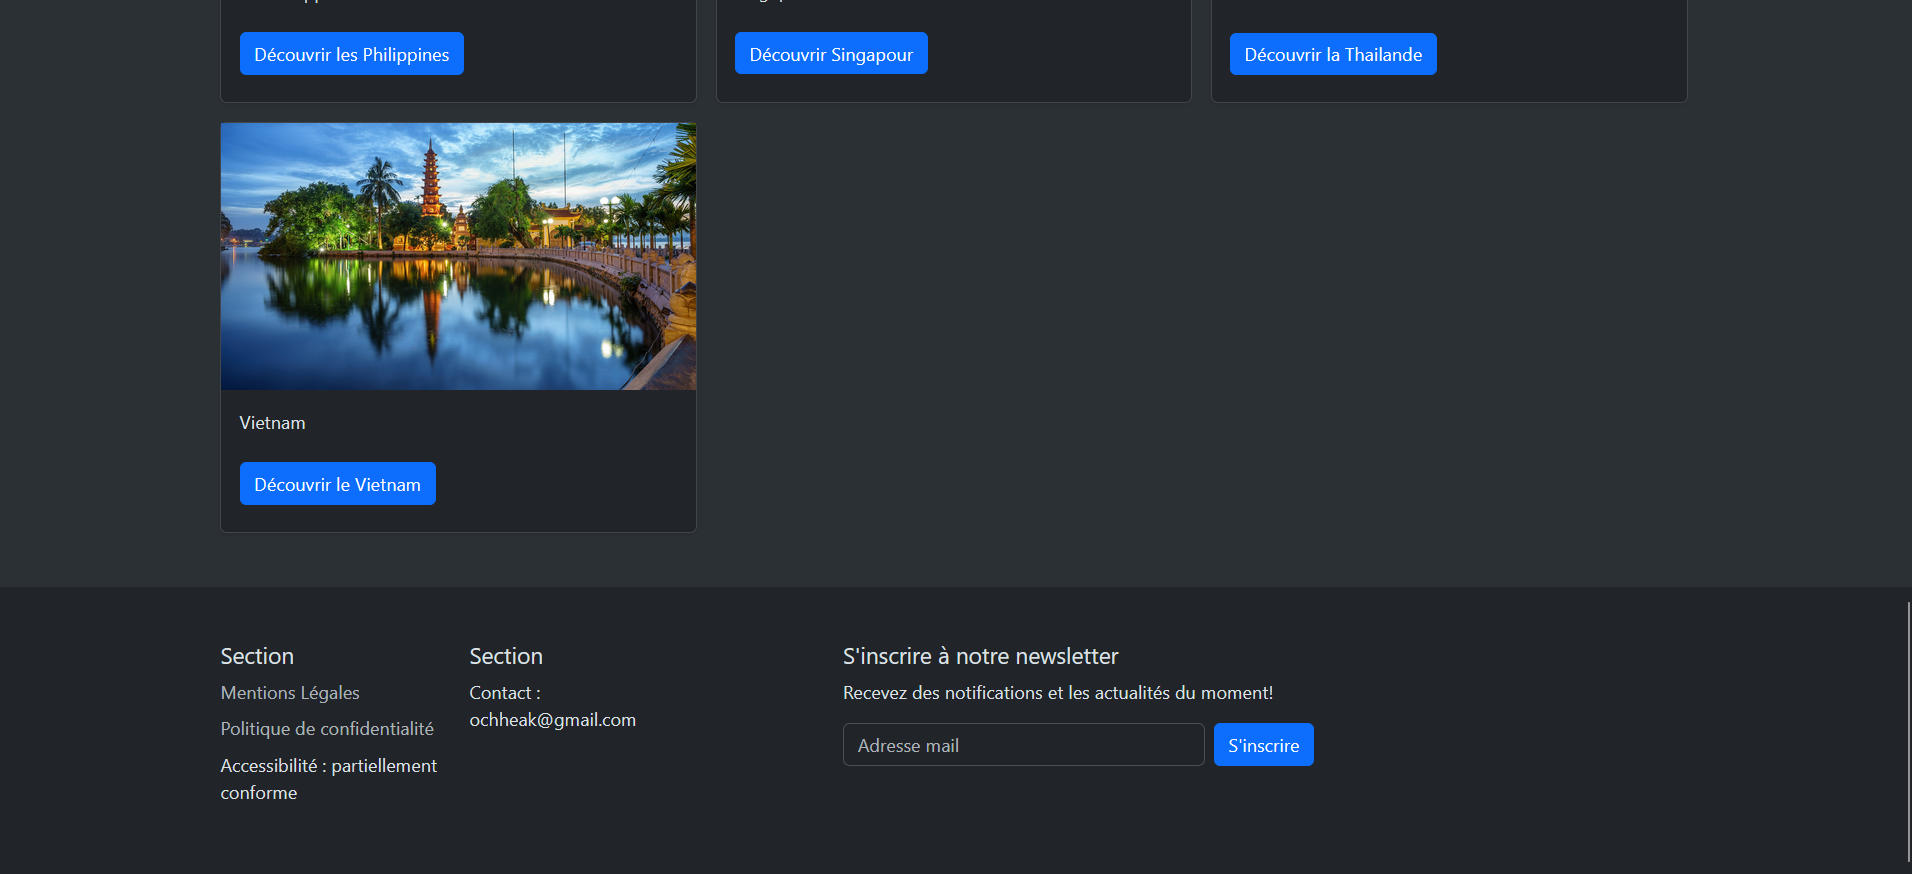 Découvrir les Philippines
Découvrir Singapour
Découvrir la Thailande
Vietnam
Découvrir le Vietnam
Section
Mentions Légales
Politique de confidentialité
Accessibilité : partiellement
conforme
Section
Contact :
ochheak@gmail.com
S'inscrire à notre newsletter
Recevez des notifications et les actualités du moment!
Adresse mail
S'inscrire